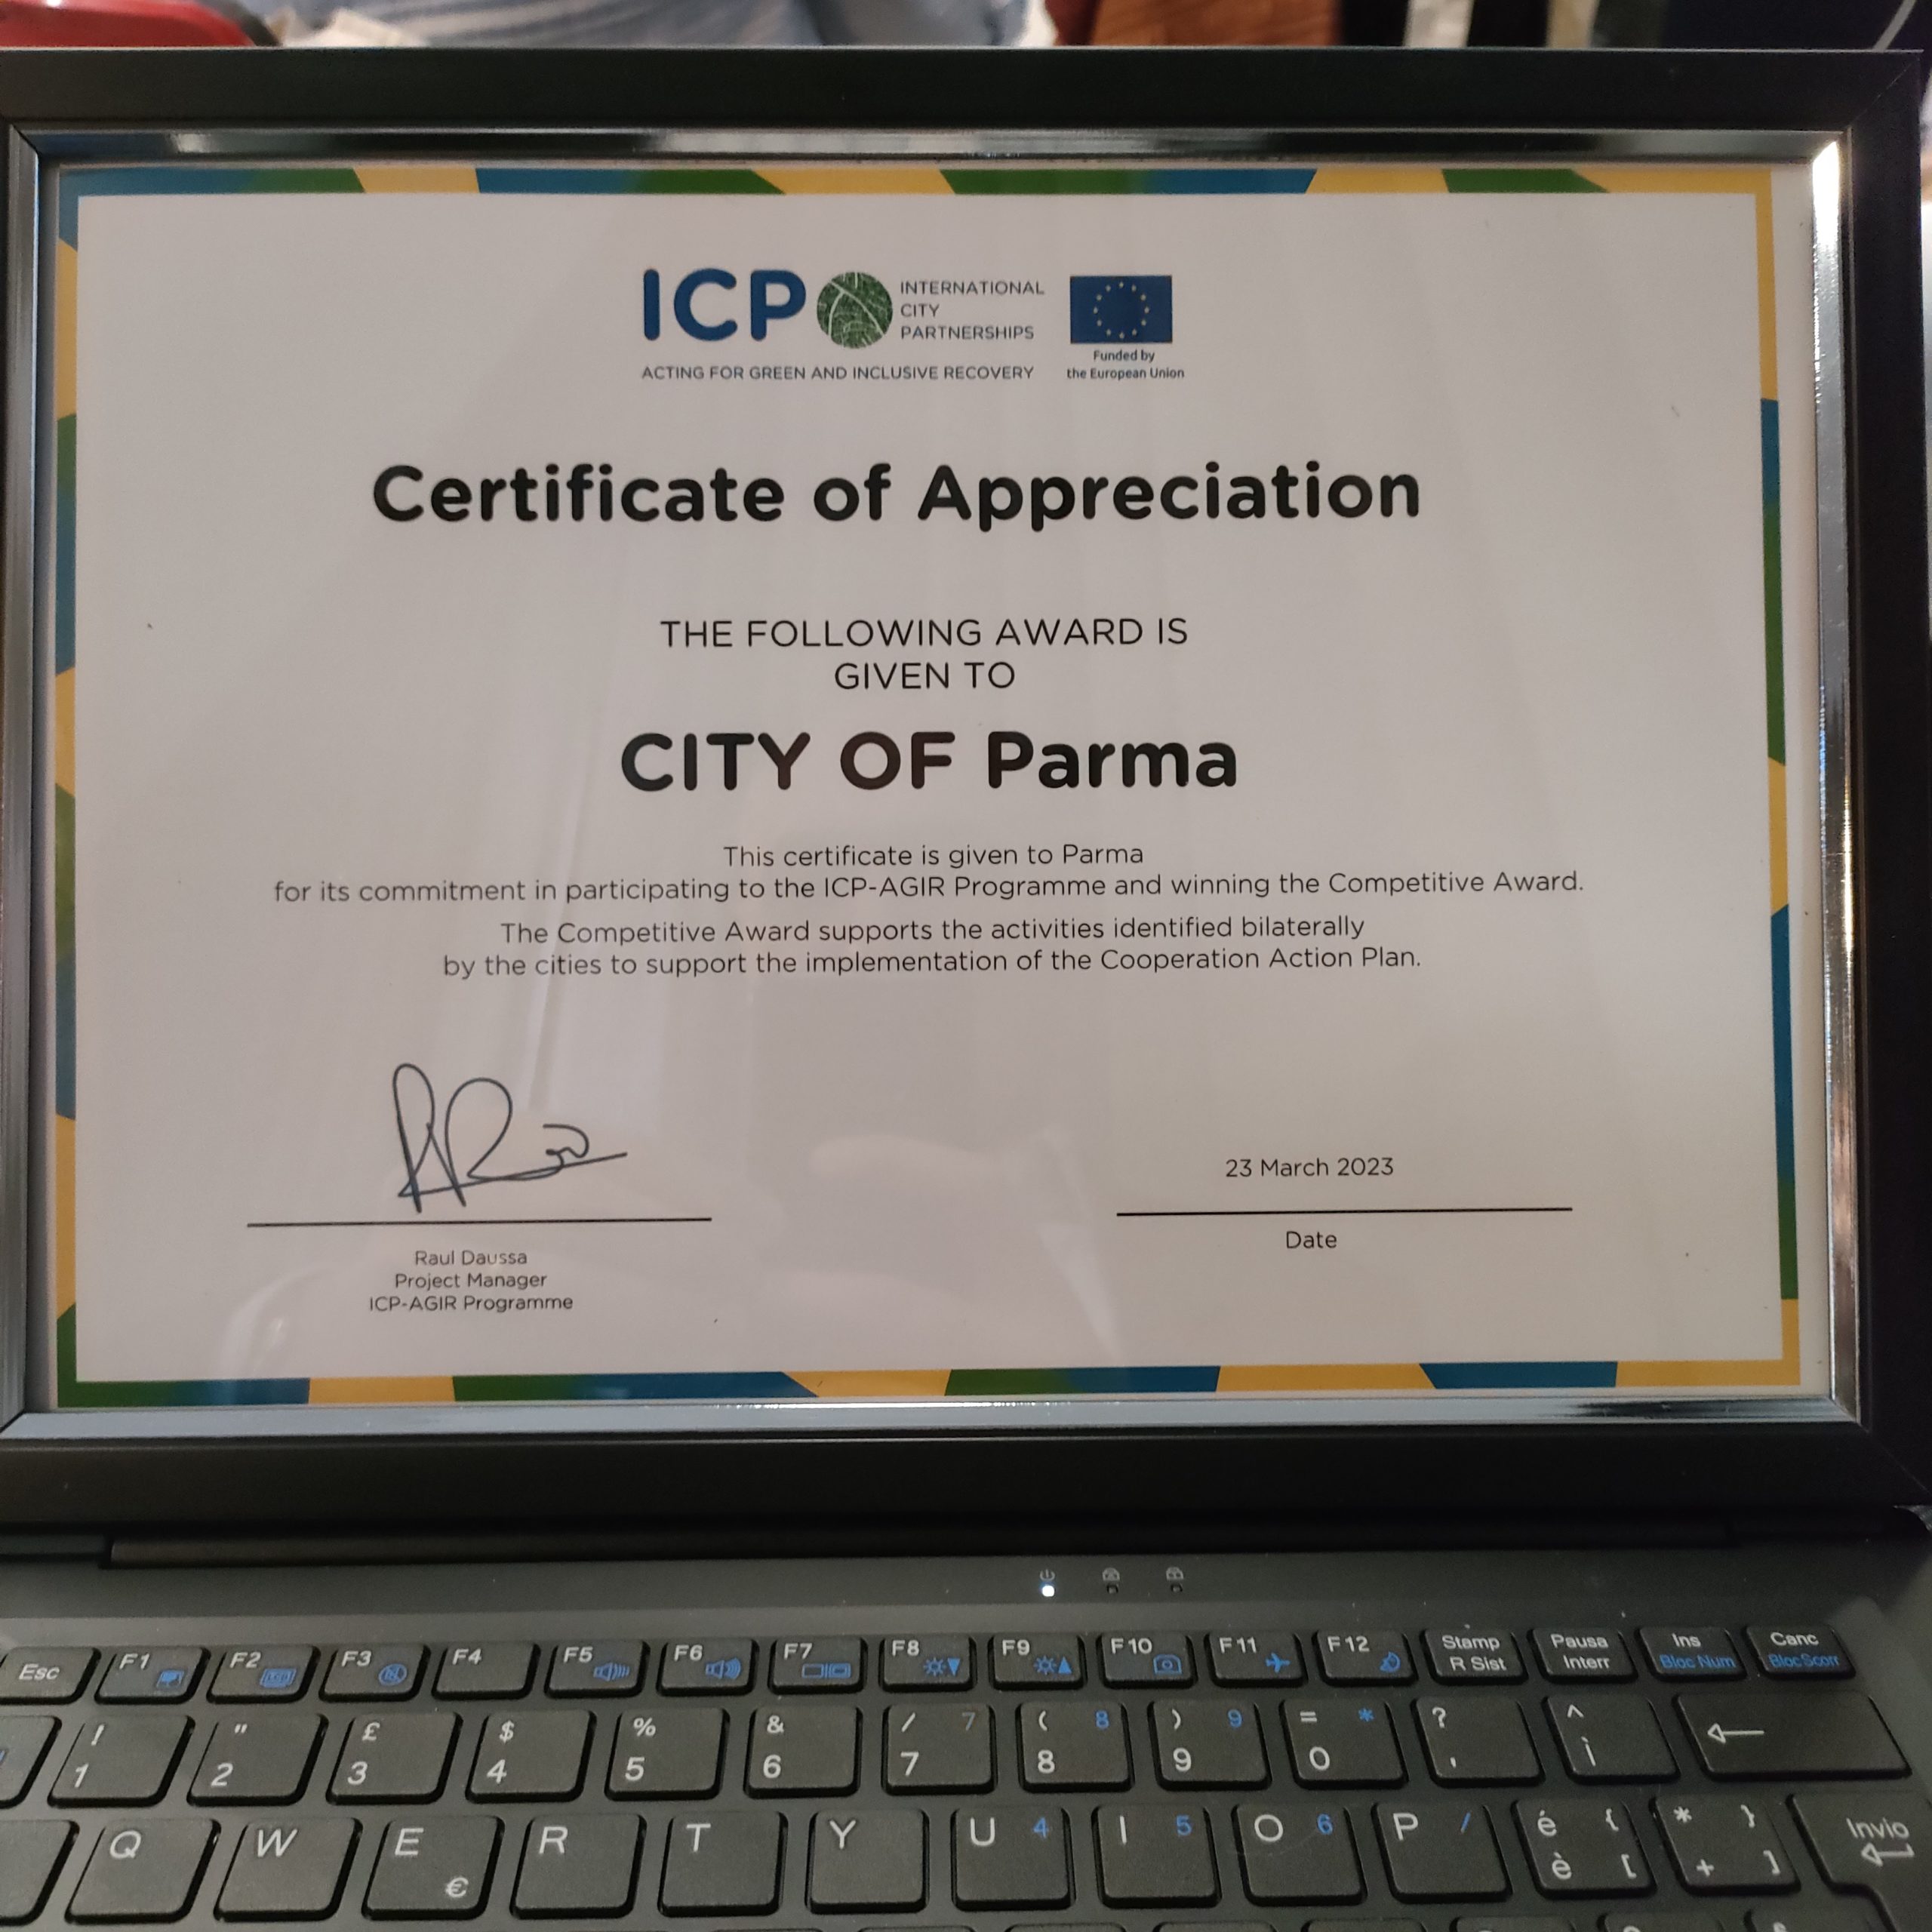 ICP INTERNATIONAL
CITY
PARTNERSHIPS
ACTING FOR GREEN AND INCLUSIVE RECOVERY
Funded by
the European Union
Certificate of Appreciation
THE FOLLOWING AWARD IS
GIVEN TO
CITY OF Parma
This certificate is given to Parma
for its commitment in participating to the ICP-AGIR Programme and winning the Competitive Award.
The Competitive Award supports the activities identified bilaterally
by the cities to support the implementation of the Cooperation Action Plan.
Raul Daussa
Project Manager
ICP-AGIR Programme
23 March 2023
Date
Esc F1 F2 F3 F4 F5 F6 F7 F8 F9 F10 F11 F12 Stamp Pausa Ins Canc
R Sist Interr Bloc Num Bloc Scorr
! " £ $ % & / 7 ( 8 ) 9 = * ? ^
1 2 3 4 5 6 7 8 9 0 ' ì
Q W E R T Y U 4 I 5 O 6 P / é { * } Invio
€ è [ + ]